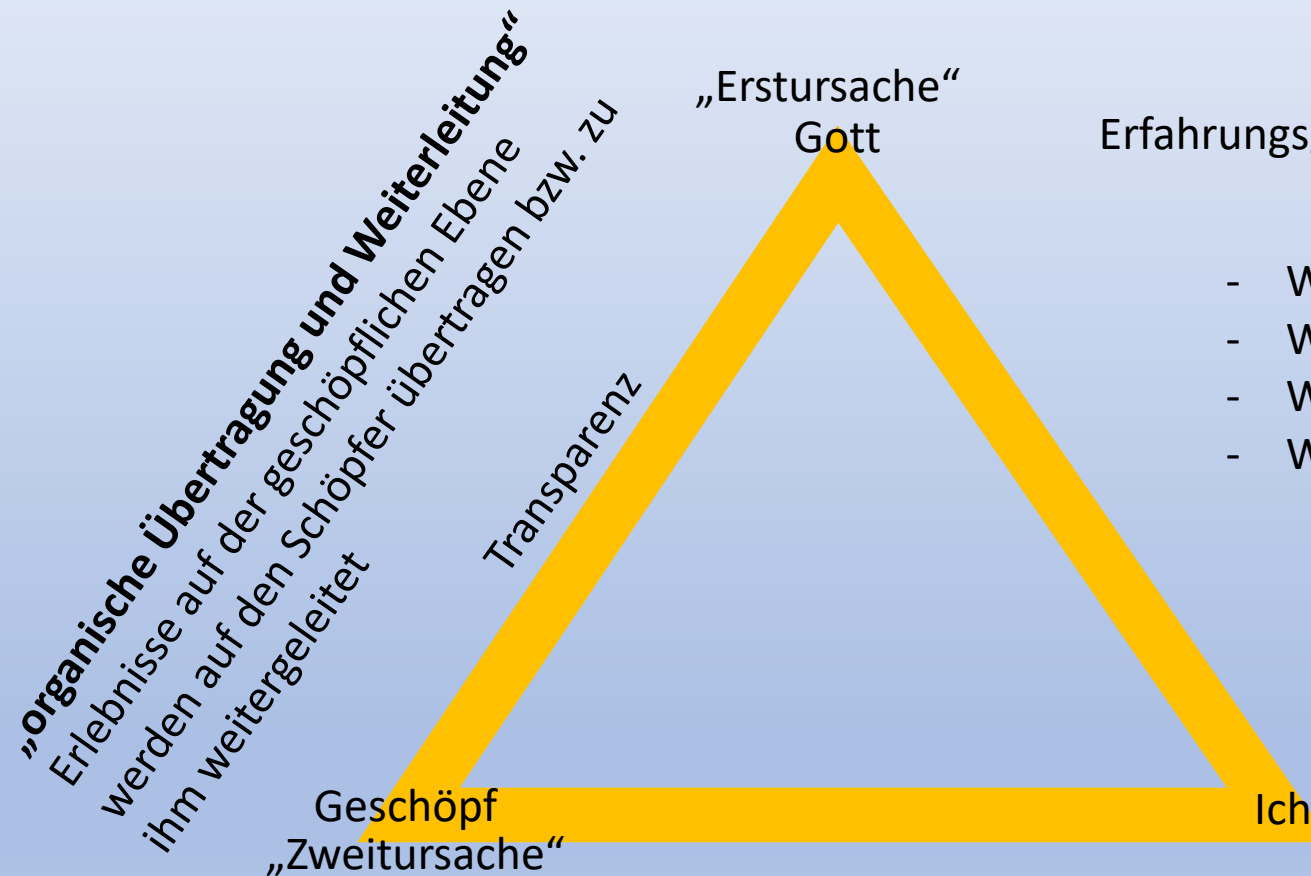 „organische Übertragung und Weiterleitung“
Erlebnisse auf der geschöpflichen Ebene
werden auf den Schöpfer übertragen bzw. zu
ihm weitergeleitet
„Erstursache“
Gott
Transparenz
Geschöpf
„Zweitursache“
Ich
Erfahrungs
- W
- W
- W
- W